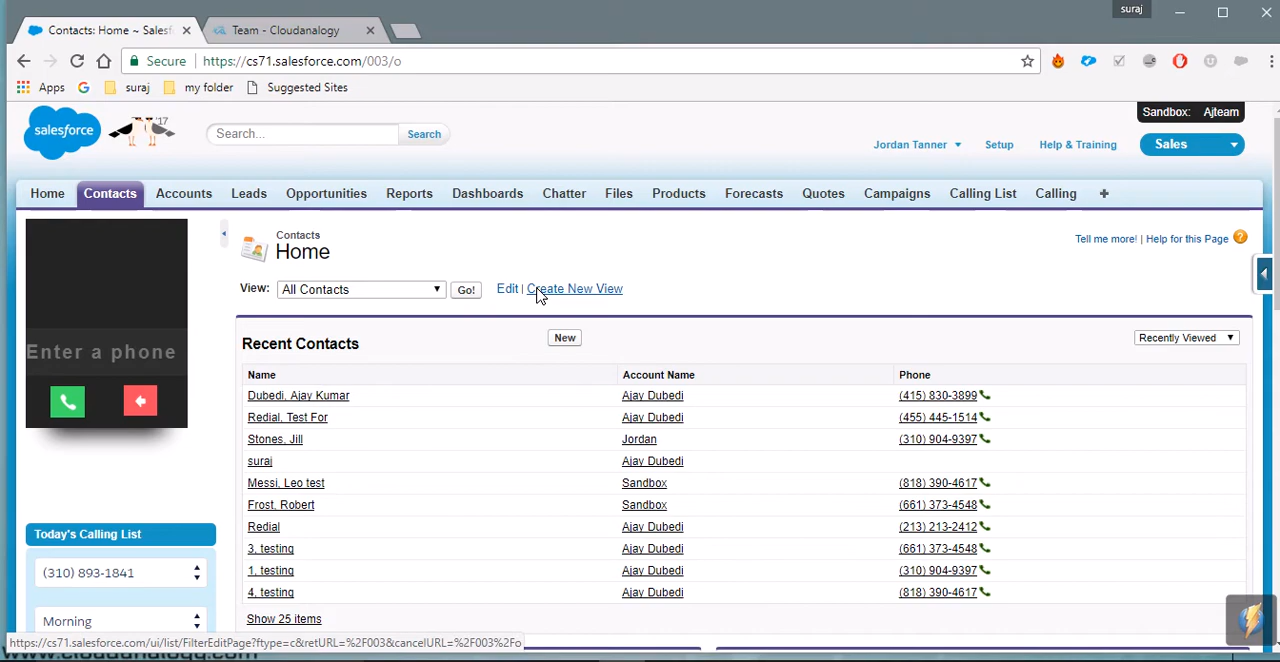 suraj
Contacts: Home ~ Salesf
Team - Cloudanalogy
Secure https://cs71.salesforce.com/003/o
Apps suraj my folder Suggested Sites
salesforce '17 Search... Search
Sandbox: Ajteam
Jordan Tanner Setup Help & Training Sales
Home Contacts Accounts Leads Opportunities Reports Dashboards Chatter Files Products Forecasts Quotes Campaigns Calling List Calling +
Contacts
Home
Tell me more! | Help for this Page ?
View: All Contacts Go! Edit | Create New View
Enter a phone
Recent Contacts New Recently Viewed
Name Account Name Phone
Dubedi, Ajay Kumar Ajay Dubedi (415) 830-3899
Redial, Test For Ajay Dubedi (455) 445-1514
Stones, Jill Jordan (310) 904-9397
suraj Ajay Dubedi
Messi, Leo test Sandbox (818) 390-4617
Frost, Robert Sandbox (661) 373-4548
Redial Ajay Dubedi (213) 213-2412
3, testing Ajay Dubedi (661) 373-4548
1, testing Ajay Dubedi (310) 904-9397
4, testing Ajay Dubedi (818) 390-4617
Show 25 items
Today's Calling List
(310) 893-1841
Morning
https://cs71.salesforce.com/ui/list/FilterEditPage?ftype=c&retURL=%2F003&cancelURL=%2F003%2Fo